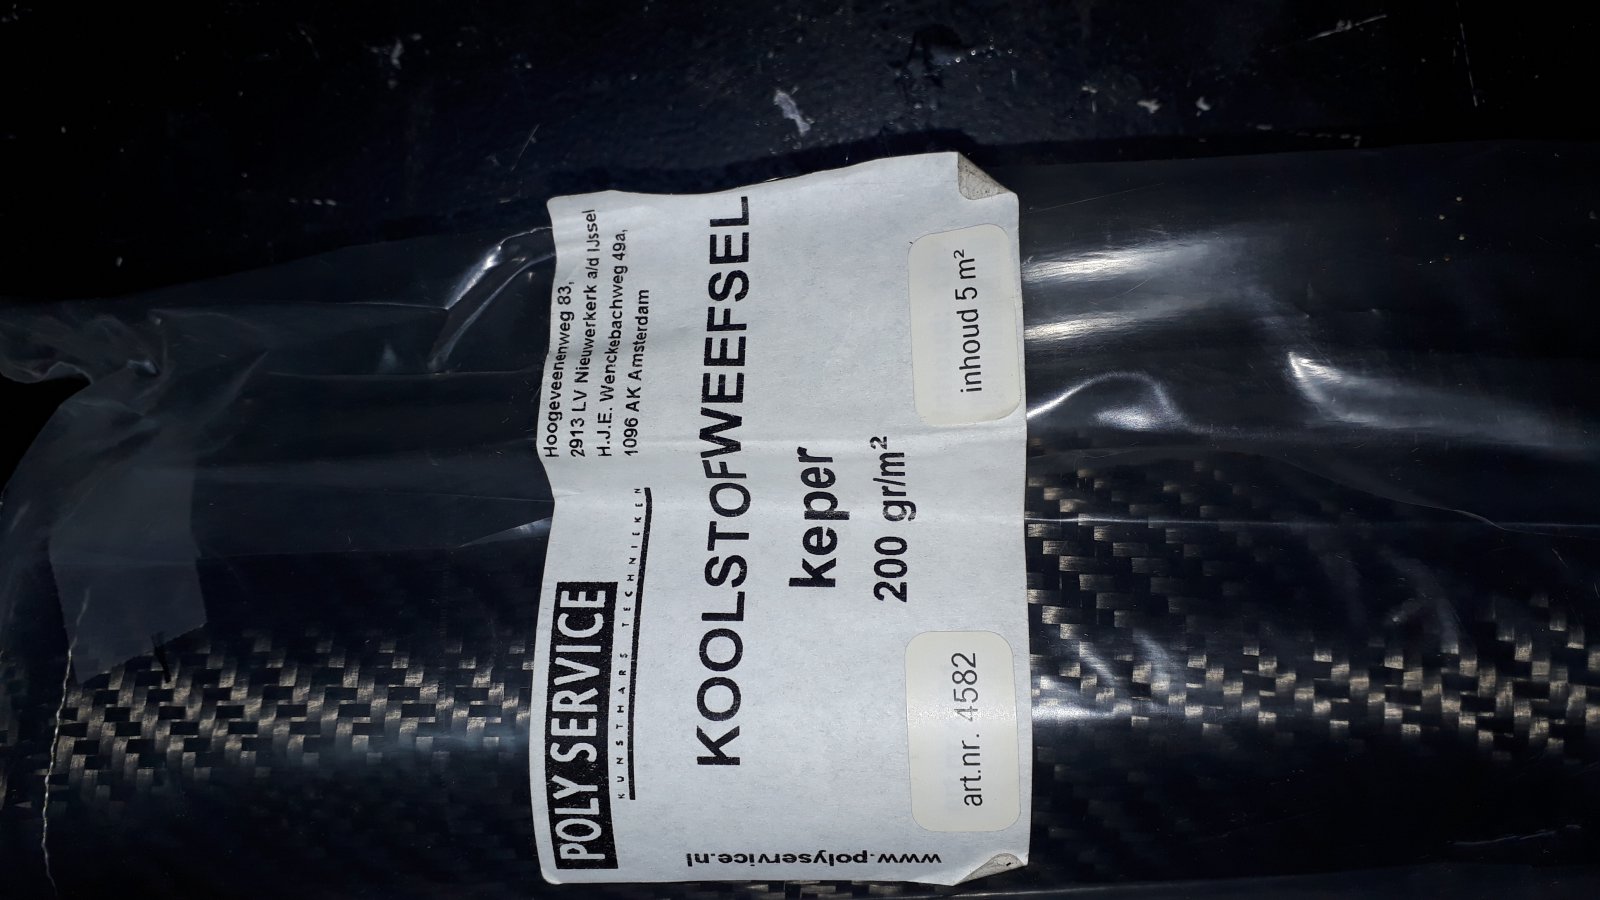 POLY SERVICE
KUNSTHARS TECHNIEKEN
Hoogeveenenweg 83,
2913 LV Nieuwerkerk a/d IJssel
H.J.E. Wenckebachweg 49a,
1096 AK Amsterdam
KOOLSTOFWEEFSEL
keper
200 gr/m²
art.nr. 4582
inhoud 5 m²
www.polyservice.nl